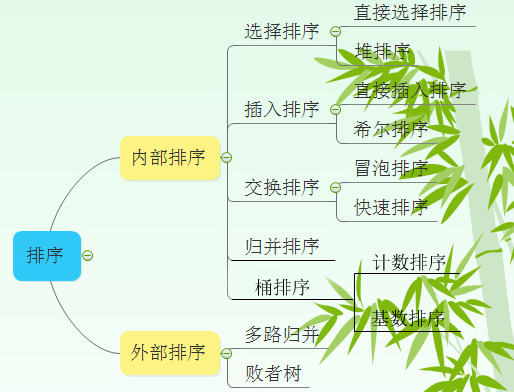 直接选择排序
选择排序
堆排序
直接插入排序
插入排序
希尔排序
内部排序
冒泡排序
交换排序
快速排序
排序
归并排序
计数排序
桶排序
基数排序
多路归并
外部排序
败者树